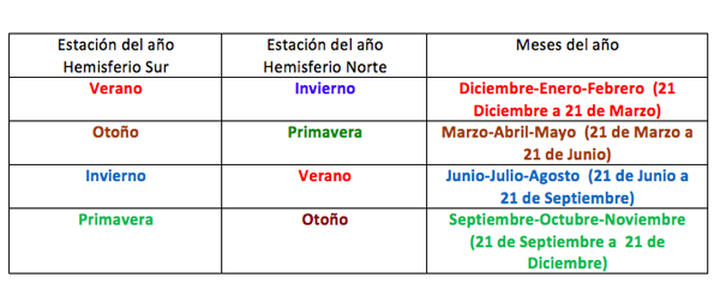 Estación del año
Hemisferio Sur
Estación del año
Hemisferio Norte
Meses del año
Verano
Invierno
Diciembre-Enero-Febrero (21
Diciembre a 21 de Marzo)
Otoño
Primavera
Marzo-Abril-Mayo (21 de Marzo a
21 de Junio)
Invierno
Verano
Junio-Julio-Agosto (21 de Junio a
21 de Septiembre)
Primavera
Otoño
Septiembre-Octubre-Noviembre
(21 de Septiembre a 21 de
Diciembre)